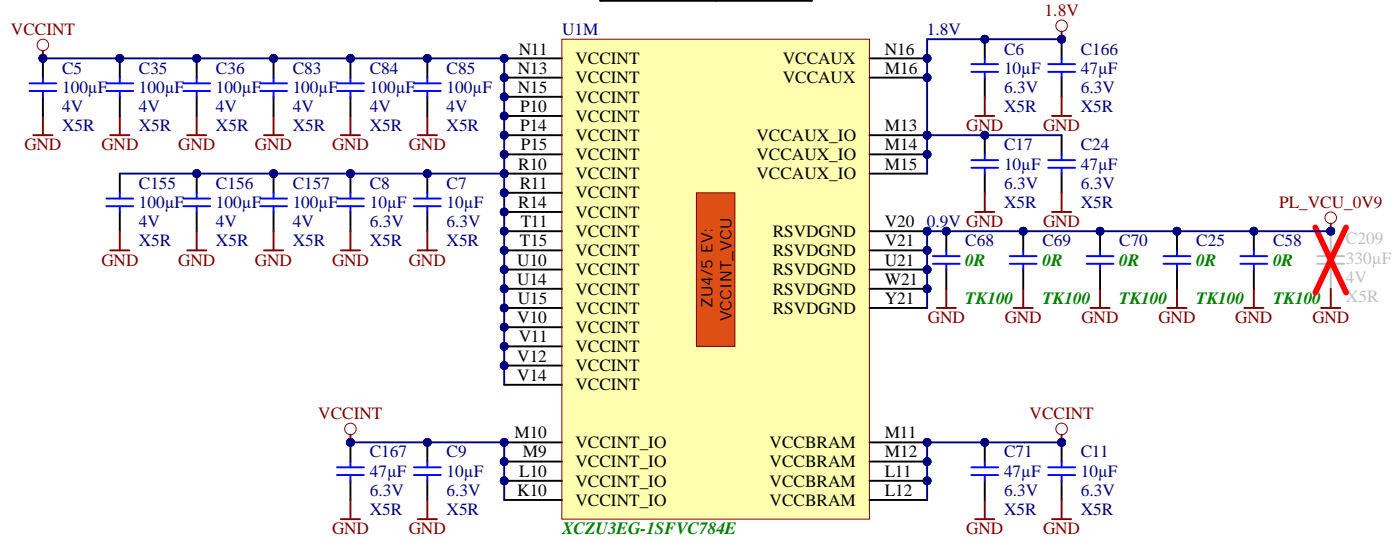 VCCINT
C5
100µF
4V
X5R
GND
C35
100µF
4V
X5R
GND
C36
100µF
4V
X5R
GND
C83
100µF
4V
X5R
GND
C84
100µF
4V
X5R
GND
C85
100µF
4V
X5R
GND
C155
100µF
4V
X5R
GND
C156
100µF
4V
X5R
GND
C157
100µF
4V
X5R
GND
C8
10µF
6.3V
X5R
GND
C7
10µF
6.3V
X5R
GND
U1M
N11 VCCINT
N13 VCCINT
N15 VCCINT
P10 VCCINT
P14 VCCINT
P15 VCCINT
R10 VCCINT
R11 VCCINT
R14 VCCINT
T11 VCCINT
T15 VCCINT
U10 VCCINT
U14 VCCINT
U15 VCCINT
V10 VCCINT
V11 VCCINT
V12 VCCINT
V14 VCCINT
VCCINT
C167
47µF
6.3V
X5R
GND
C9
10µF
6.3V
X5R
GND
M10 VCCINT_IO
M9 VCCINT_IO
L10 VCCINT_IO
K10 VCCINT_IO
ZU4/5 EV:
VCCINT_VCU
VCCAUX N16
VCCAUX M16
VCCAUX_IO M13
VCCAUX_IO M14
VCCAUX_IO M15
RSVDGND V20
RSVDGND V21
RSVDGND U21
RSVDGND W21
RSVDGND Y21
VCCBRAM M11
VCCBRAM M12
VCCBRAM L11
VCCBRAM L12
XCZU3EG-1SFVC784E
1.8V
1.8V
C6
10µF
6.3V
X5R
GND
C166
47µF
6.3V
X5R
GND
C17
10µF
6.3V
X5R
GND
C24
47µF
6.3V
X5R
GND
0.9V
PL_VCU_0V9
C68
0R
TK100
GND
C69
0R
TK100
GND
C70
0R
TK100
GND
C25
0R
TK100
GND
C58
0R
TK100
GND
C209
330µF
4V
X5R
GND
VCCINT
C71
47µF
6.3V
X5R
GND
C11
10µF
6.3V
X5R
GND